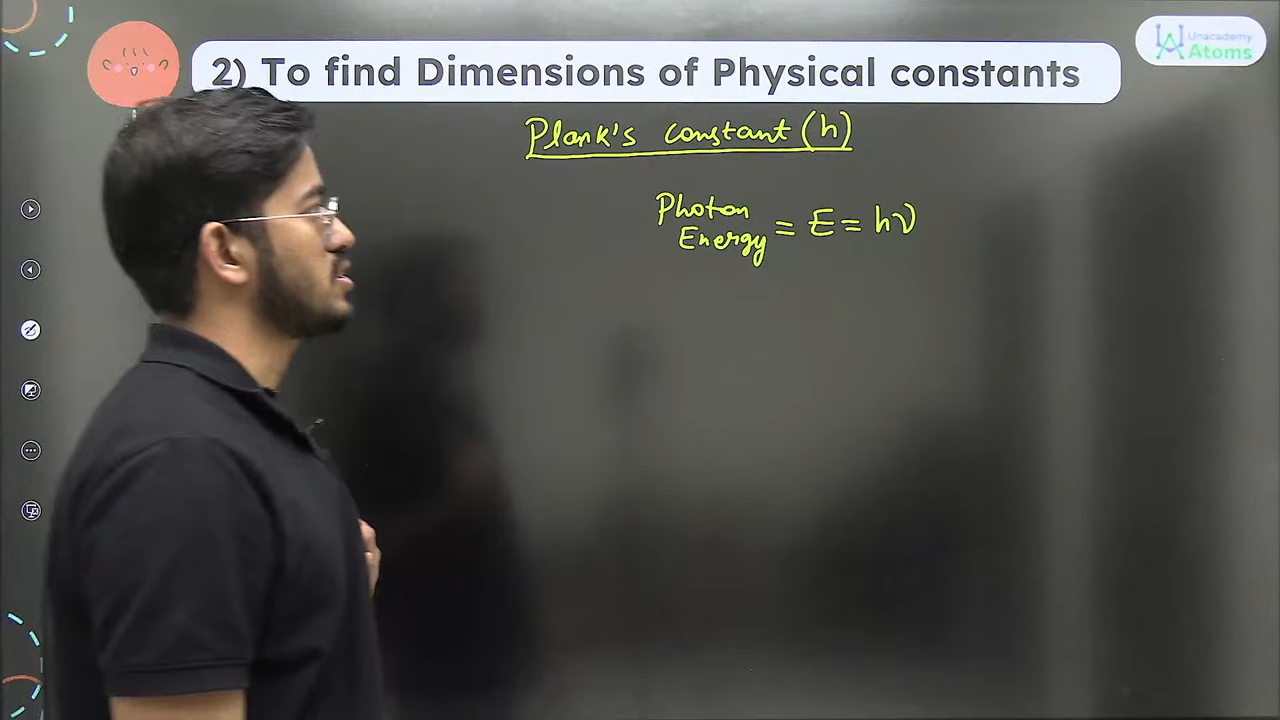 2) To find Dimensions of Physical constants
Unacademy
Atoms
Plank's constant (h)
Photon
Energy = E = hν